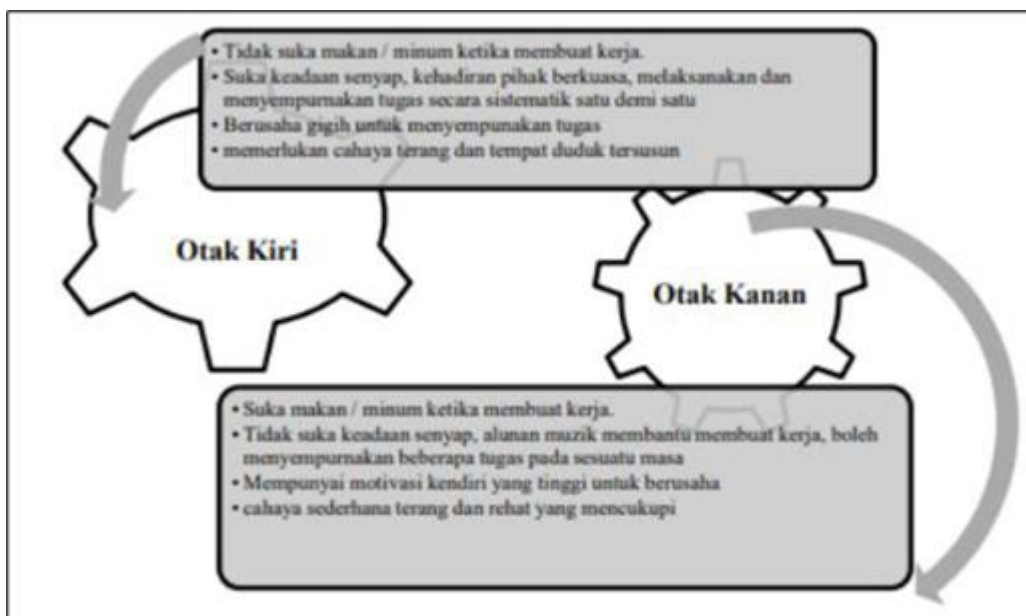 • Tidak suka makan / minum ketika membuat kerja.
• Suka keadaan senyap, kehadiran pihak berkuasa, melaksanakan dan
menyempurnakan tugas secara sistematik satu demi satu
• Berusaha gigih untuk menyempunakan tugas
• memerlukan cahaya terang dan tempat duduk tersusun
Otak Kiri
Otak Kanan
• Suka makan / minum ketika membuat kerja.
• Tidak suka keadaan senyap, alunan muzik membantu membuat kerja, boleh
menyempurnakan beberapa tugas pada sesuatu masa
• Mempunyai motivasi kendiri yang tinggi untuk berusaha
• cahaya sederhana terang dan rehat yang mencukupi